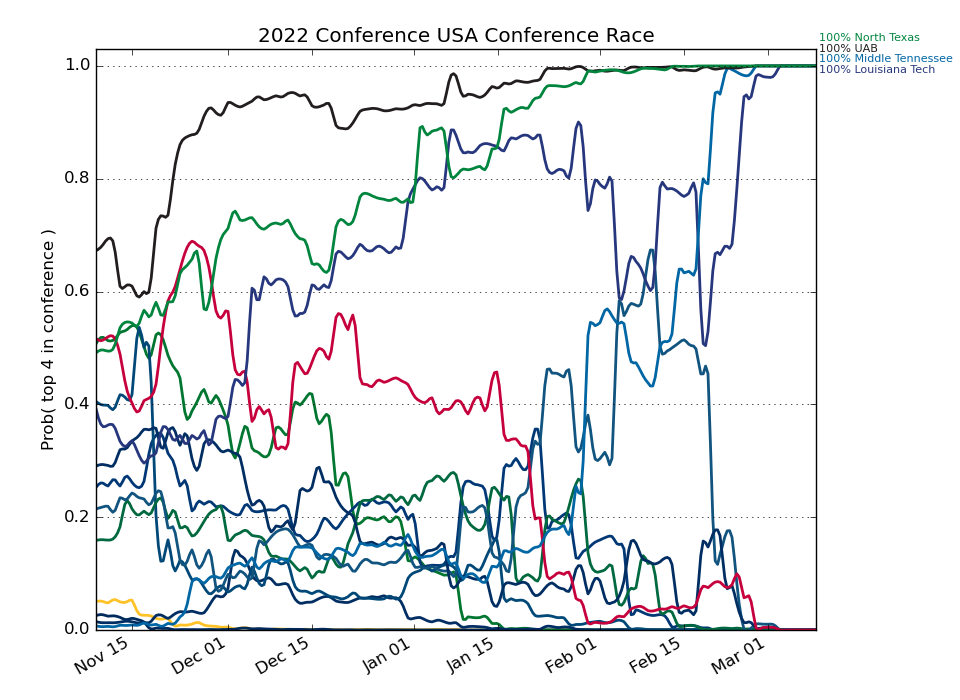 2022 Conference USA Conference Race
100% North Texas
100% UAB
100% Middle Tennessee
100% Louisiana Tech
Prob( top 4 in conference )
1.0
0.8
0.6
0.4
0.2
0.0
Nov 15
Dec 01
Dec 15
Jan 01
Jan 15
Feb 01
Feb 15
Mar 01